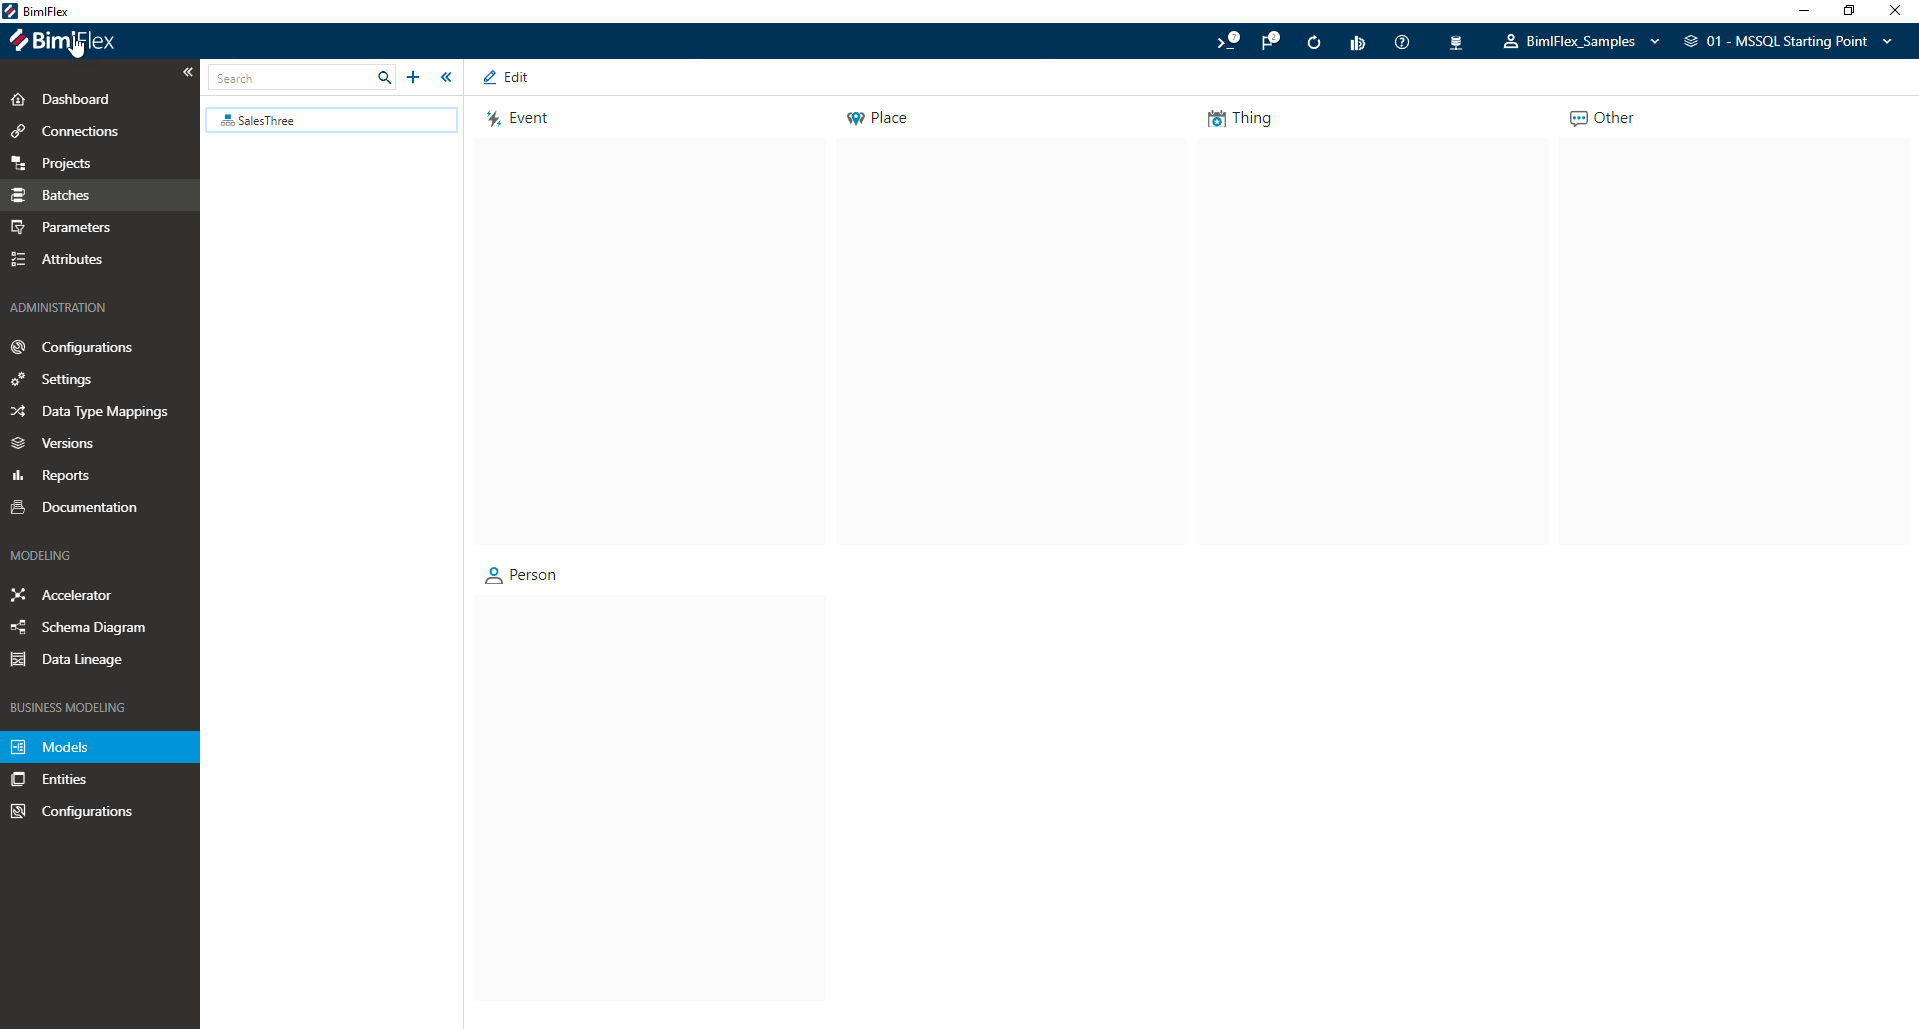 BimlFlex
BimlFlex
7
2
BimlFlex_Samples
01 - MSSQL Starting Point
Dashboard
Connections
Projects
Batches
Parameters
Attributes
ADMINISTRATION
Configurations
Settings
Data Type Mappings
Versions
Reports
Documentation
MODELING
Accelerator
Schema Diagram
Data Lineage
BUSINESS MODELING
Models
Entities
Configurations
Search
SalesThree
Edit
Event
Place
Thing
Other
Person